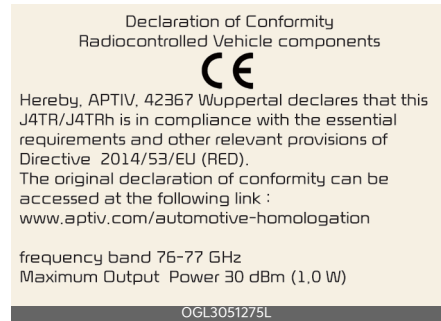 Declaration of Conformity
Radiocontrolled Vehicle components
CE
Hereby, APTIV, 42367 Wuppertal declares that this
J4TR/J4TRh is in compliance with the essential
requirements and other relevant provisions of
Directive 2014/53/EU (RED).
The original declaration of conformity can be
accessed at the following link :
www.aptiv.com/automotive-homologation
frequency band 76-77 GHz
Maximum Output Power 30 dBm (1,0 W)
OGL3051275L